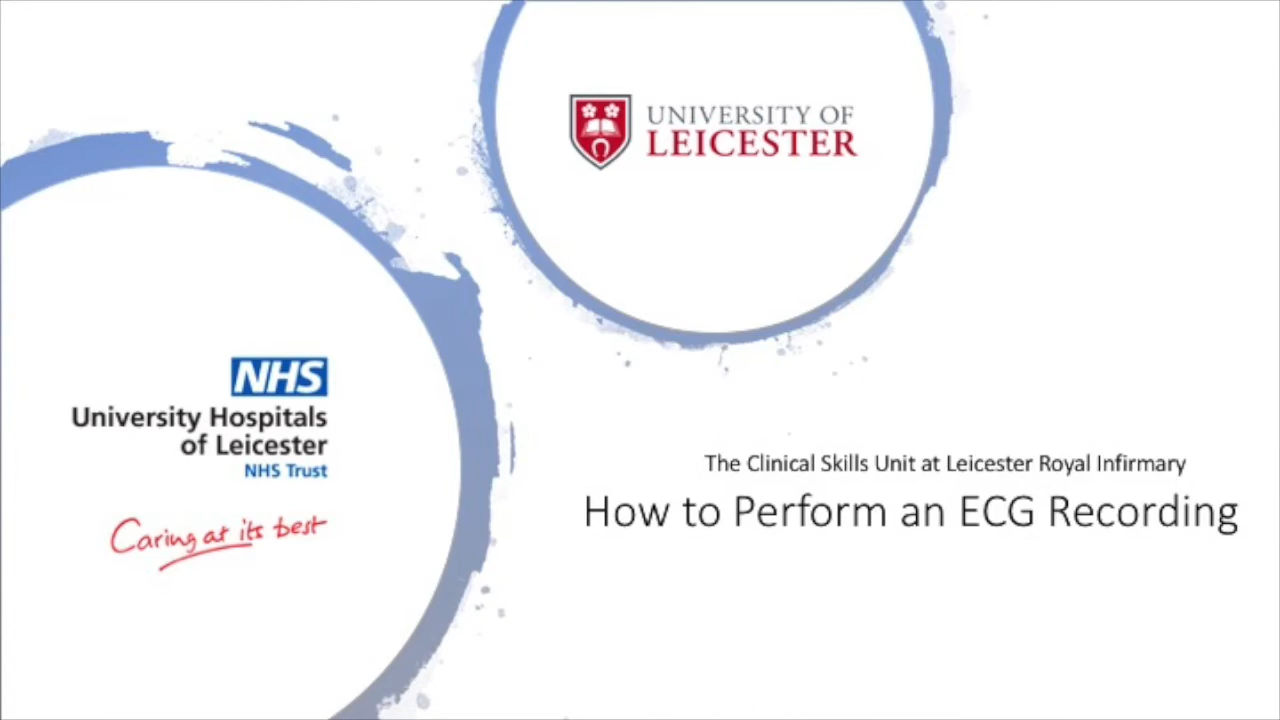 UNIVERSITY OF
LEICESTER
NHS
University Hospitals
of Leicester
NHS Trust
Caring at its best
The Clinical Skills Unit at Leicester Royal Infirmary
How to Perform an ECG Recording